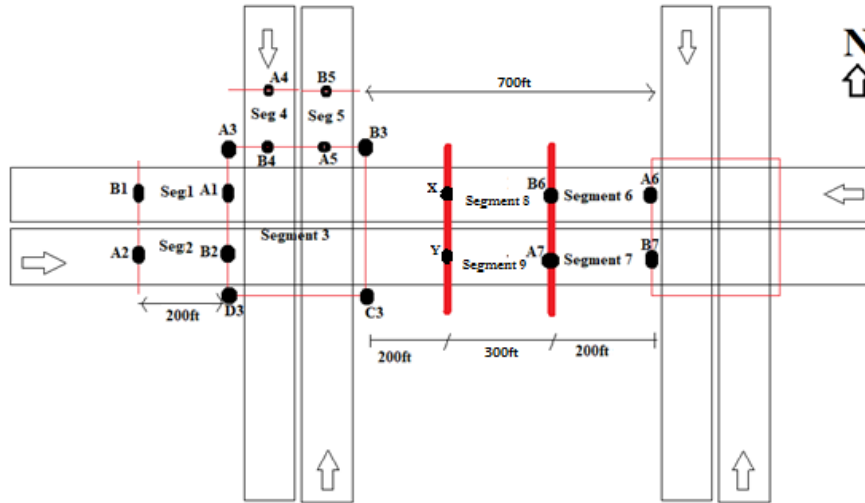 N
A4 B5
700ft
Seg 4 Seg 5
A3 B3
B4 A5
B1 Seg1 A1 X Segment 8 B6 Segment 6 A6
A2 Seg2 B2 Segment 3 Y Segment 9 A7 Segment 7 B7
D3 C3
200ft
200ft 300ft 200ft